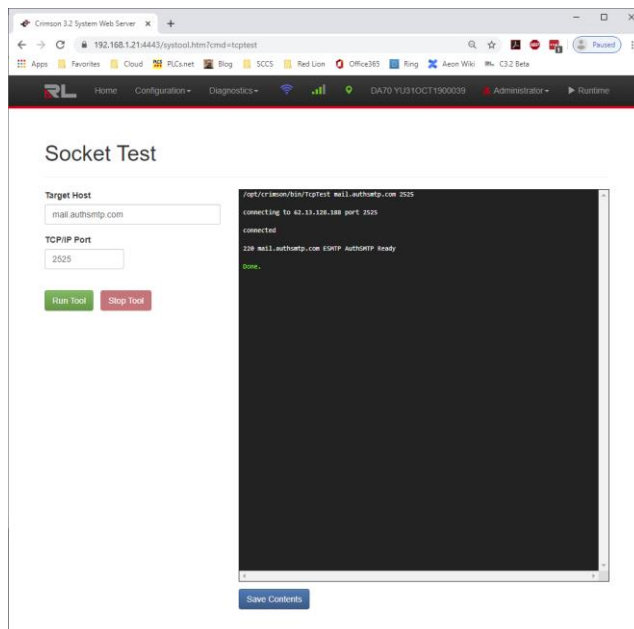 Crimson 3.2 System Web Server
192.168.1.21:4443/systool.htm?cmd=tcptest
Paused
Apps Favorites Cloud PLCs.net Blog SCCS Red Lion Office365 Ring Aeon Wiki C3.2 Beta
RL Home Configuration Diagnostics DA70 YU31OCT1900039 Administrator Runtime
Socket Test
Target Host
mail.authsmtp.com
TCP/IP Port
2525
Run Tool Stop Tool
/opt/crimson/bin/TcpTest mail.authsmtp.com 2525
connecting to 62.13.128.188 port 2525
connected
220 mail.authsmtp.com ESMTP AuthSMTP Ready
Done.
Save Contents